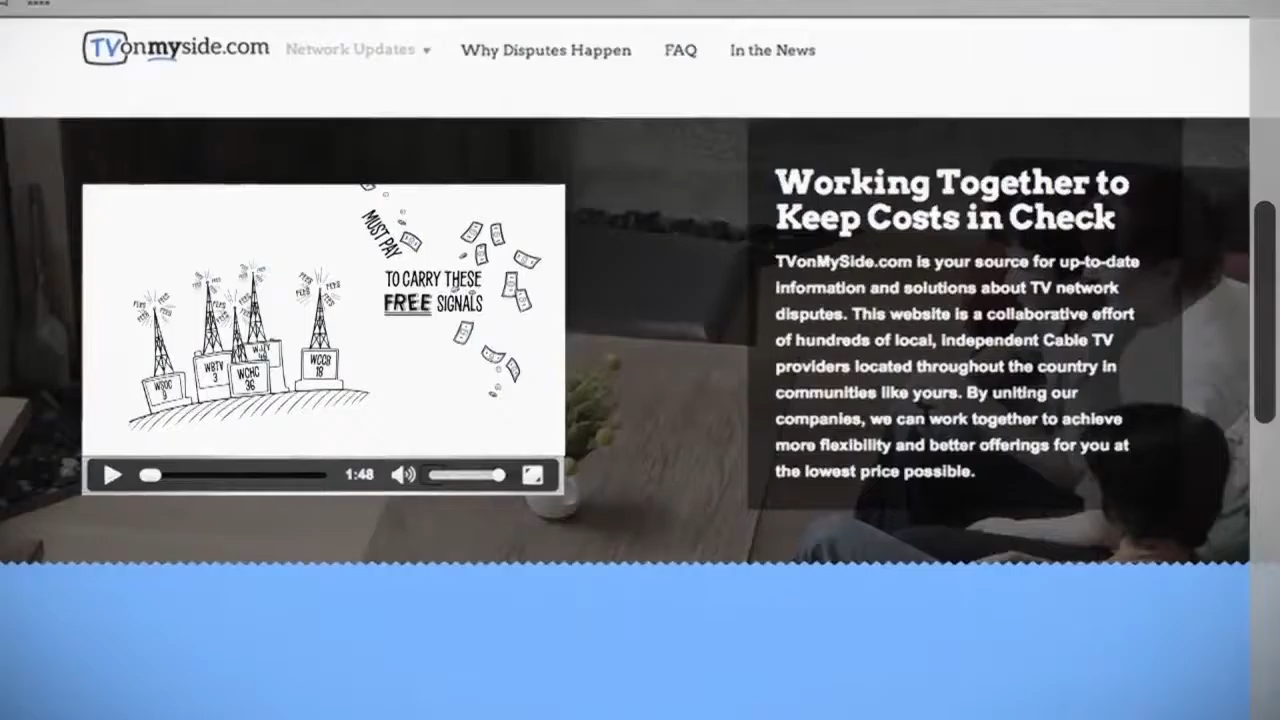 TVonmyside.com
Network Updates
Why Disputes Happen
FAQ
In the News
MUST PAY
TO CARRY THESE
FREE SIGNALS
WSOC
9
WBTV
3
WCHC
36
WCCB
18
1:48
Working Together to
Keep Costs in Check
TVonMySide.com is your source for up-to-date
information and solutions about TV network
disputes. This website is a collaborative effort
of hundreds of local, independent Cable TV
providers located throughout the country in
communities like yours. By uniting our
companies, we can work together to achieve
more flexibility and better offerings for you at
the lowest price possible.